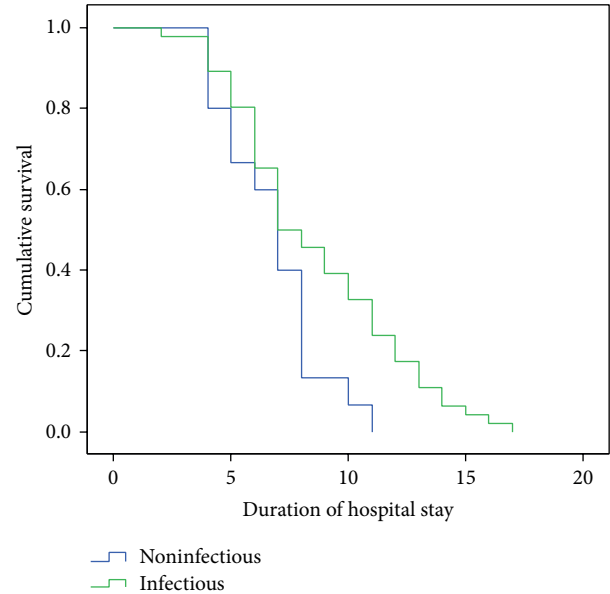 1.0
0.8
0.6
0.4
0.2
0.0
Cumulative survival
0 5 10 15 20
Duration of hospital stay
Noninfectious
Infectious